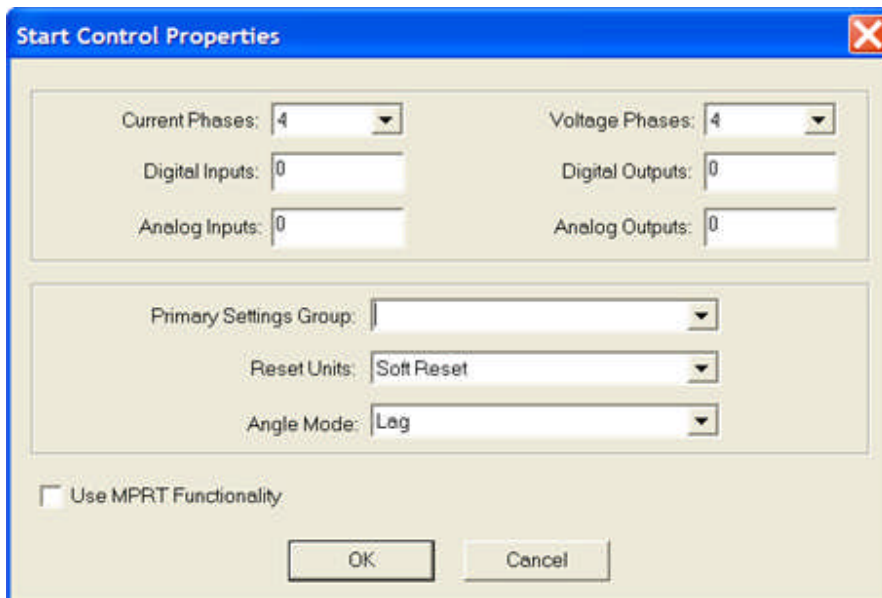 Start Control Properties
Current Phases: 4 Voltage Phases: 4
Digital Inputs: 0 Digital Outputs: 0
Analog Inputs: 0 Analog Outputs: 0
Primary Settings Group:
Reset Units: Soft Reset
Angle Mode: Lag
Use MPRT Functionality
OK Cancel